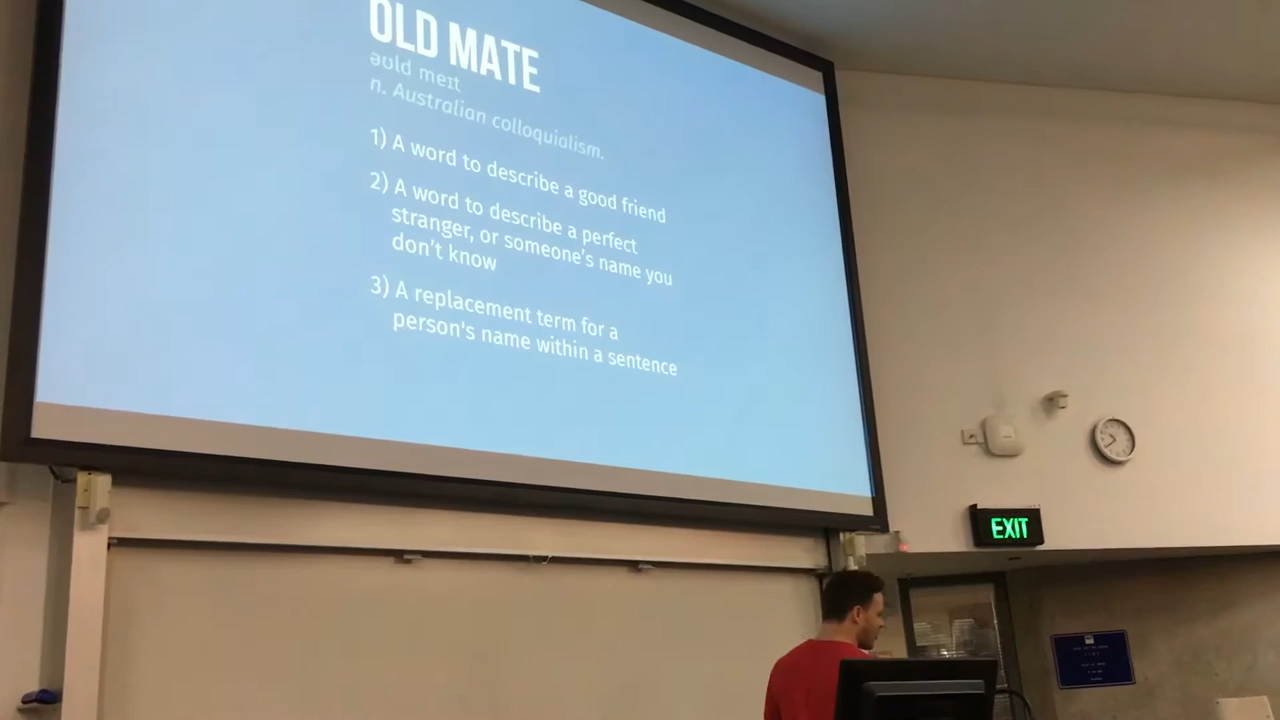 OLD MATE
əʊld meɪt
n. Australian colloquialism.
1) A word to describe a good friend
2) A word to describe a perfect
stranger, or someone's name you
don't know
3) A replacement term for a
person's name within a sentence
EXIT